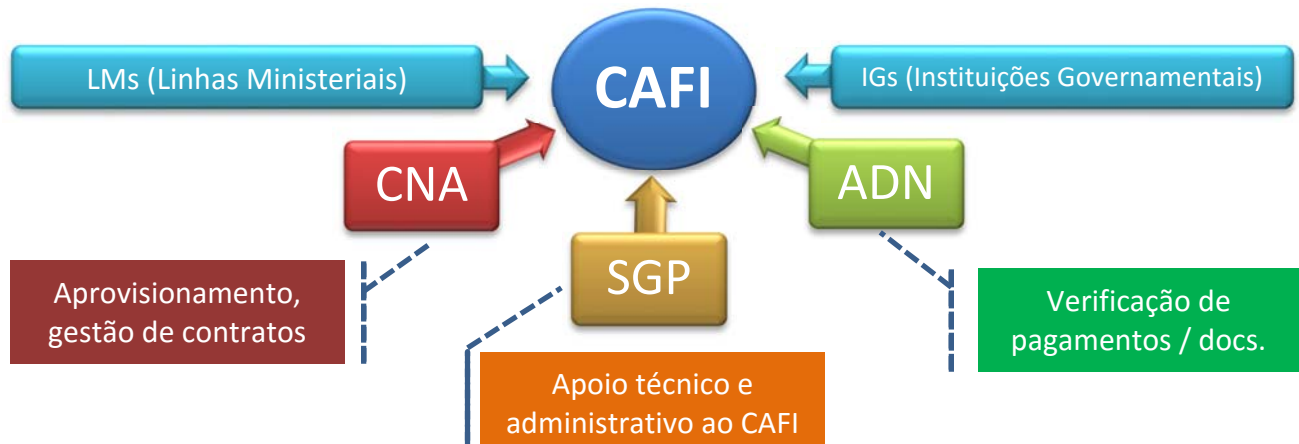 CAFI
LMs (Linhas Ministeriais)
IGs (Instituições Governamentais)
CNA
ADN
SGP
Aprovisionamento,
gestão de contratos
Verificação de
pagamentos / docs.
Apoio técnico e
administrativo ao CAFI